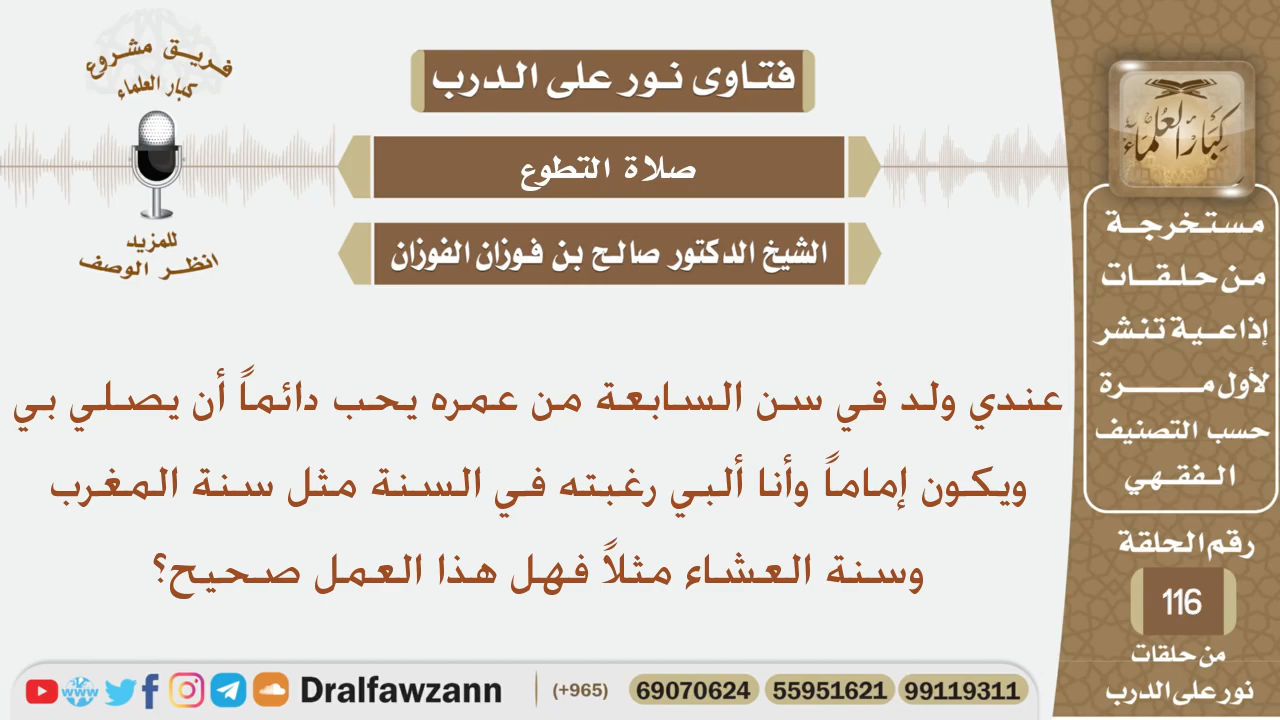 فريق مشروع
كبار العلماء
للمزيد
انظر الوصف
فتاوى نور على الدرب
صلاة التطوع
الشيخ الدكتور صالح بن فوزان الفوزان
عندي ولد في سن السابعة من عمره يحب دائماً أن يصلي بي
ويكون إماماً وأنا ألبي رغبته في السنة مثل سنة المغرب
وسنة العشاء مثلاً فهل هذا العمل صحيح؟
كبار العلماء
مستخرجة
من حلقات
إذاعية تنشر
لأول مرة
حسب التصنيف
الفقهي
رقم الحلقة
116
من حلقات
نور على الدرب
www
Dralfawzann
(+965)
69070624
55951621
99119311